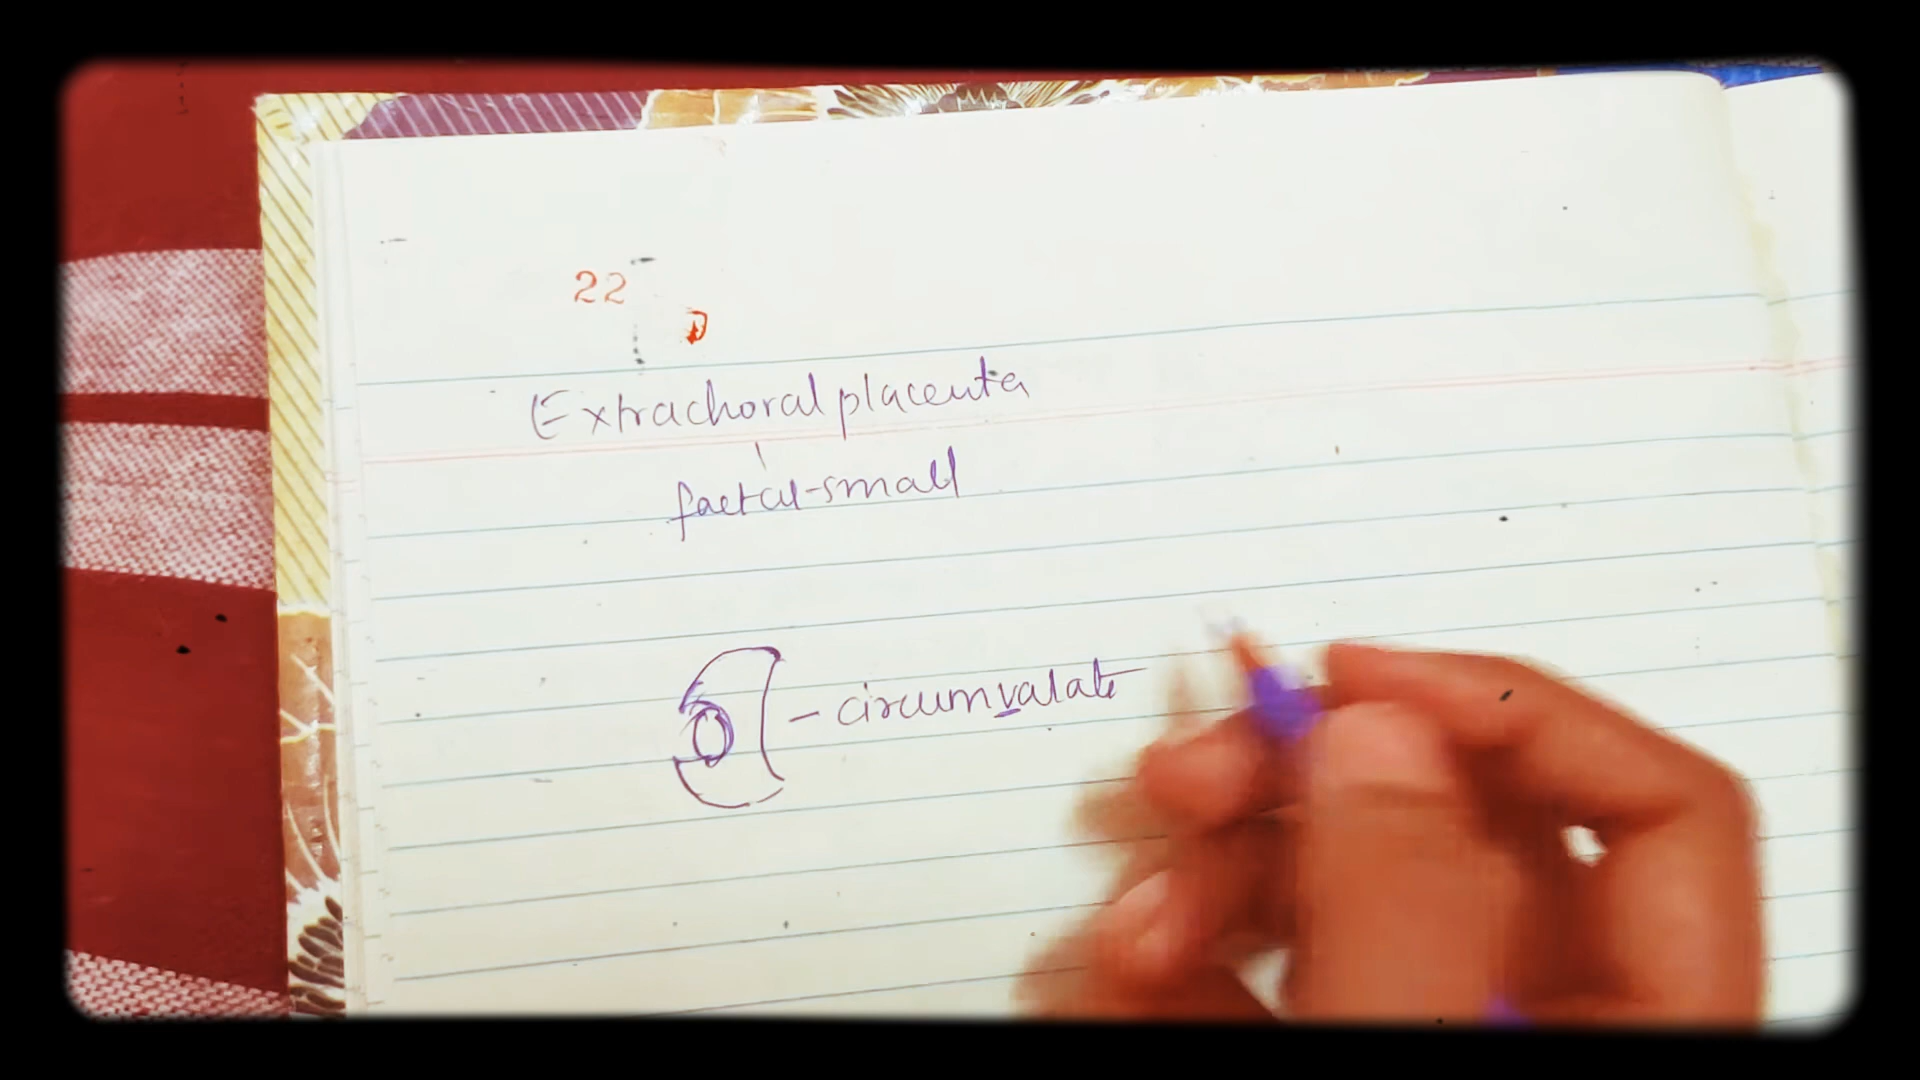 22
Extrachoral placenta
faetal-small
- circumvalate